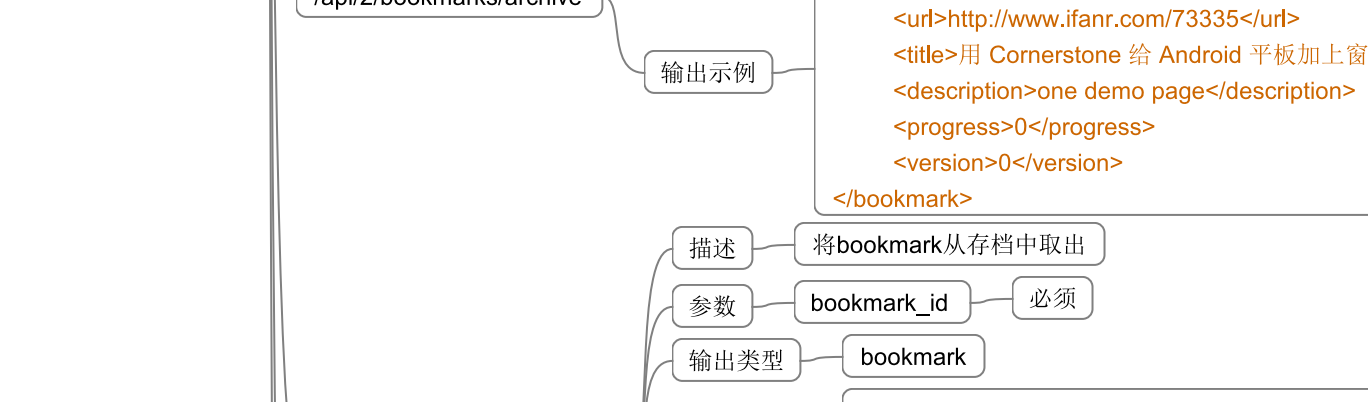 /api/2/bookmarks/archive
输出示例
<url>http://www.ifanr.com/73335</url>
<title>用 Cornerstone 给 Android 平板加上窗
<description>one demo page</description>
<progress>0</progress>
<version>0</version>
</bookmark>
描述
将bookmark从存档中取出
参数
bookmark_id
必须
输出类型
bookmark